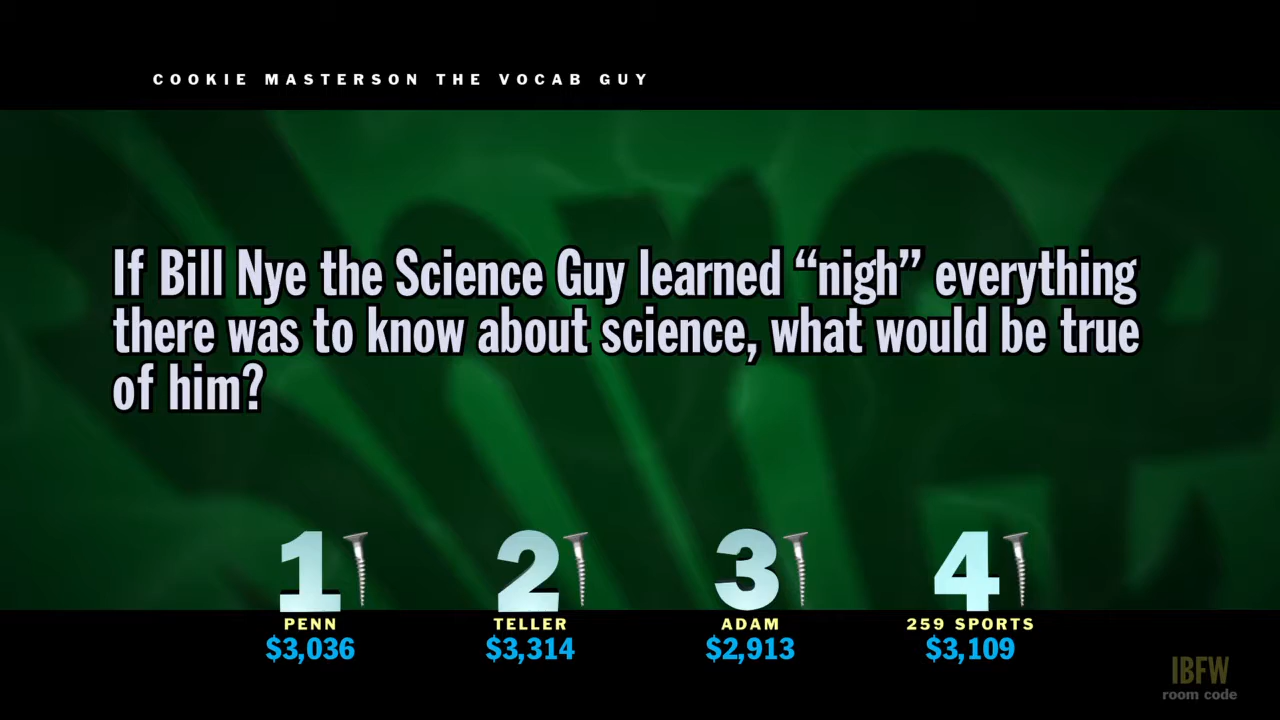 COOKIE MASTERSON THE VOCAB GUY
If Bill Nye the Science Guy learned “nigh” everything
there was to know about science, what would be true
of him?
1 2 3 4
PENN TELLER ADAM 259 SPORTS
$3,036 $3,314 $2,913 $3,109
IBFW
room code